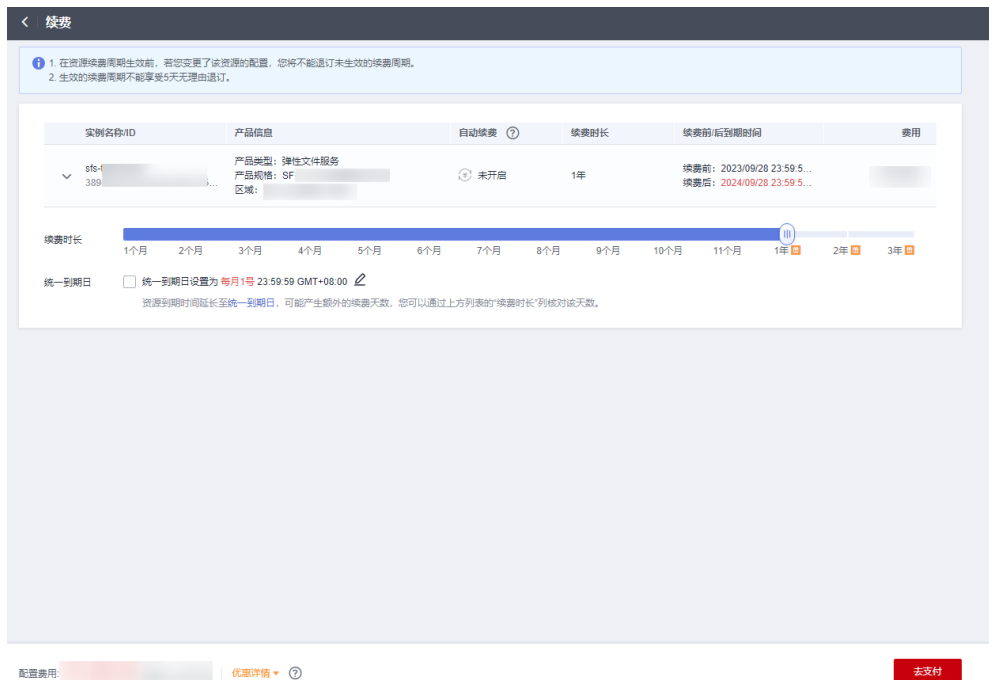 续费
1. 在资源续费周期生效前，若您变更了该资源的配置，您将不能退订未生效的续费周期。
2. 生效的续费周期不能享受5天无理由退订。
实例名称/ID 产品信息 自动续费 续费时长 续费前/后到期时间 费用
sfs-
389
产品类型：弹性文件服务
产品规格：SF
区域：
未开启
1年
续费前：2023/09/28 23:59:5...
续费后：2024/09/28 23:59:5...
续费时长
1个月 2个月 3个月 4个月 5个月 6个月 7个月 8个月 9个月 10个月 11个月 1年 2年 3年
统一到期日 统一到期日设置为 每月1号 23:59:59 GMT+08:00
资源到期时间延长至统一到期日，可能产生额外的续费天数，您可以通过上方列表的“续费时长”列核对该天数。
配置费用: 优惠详情 去支付